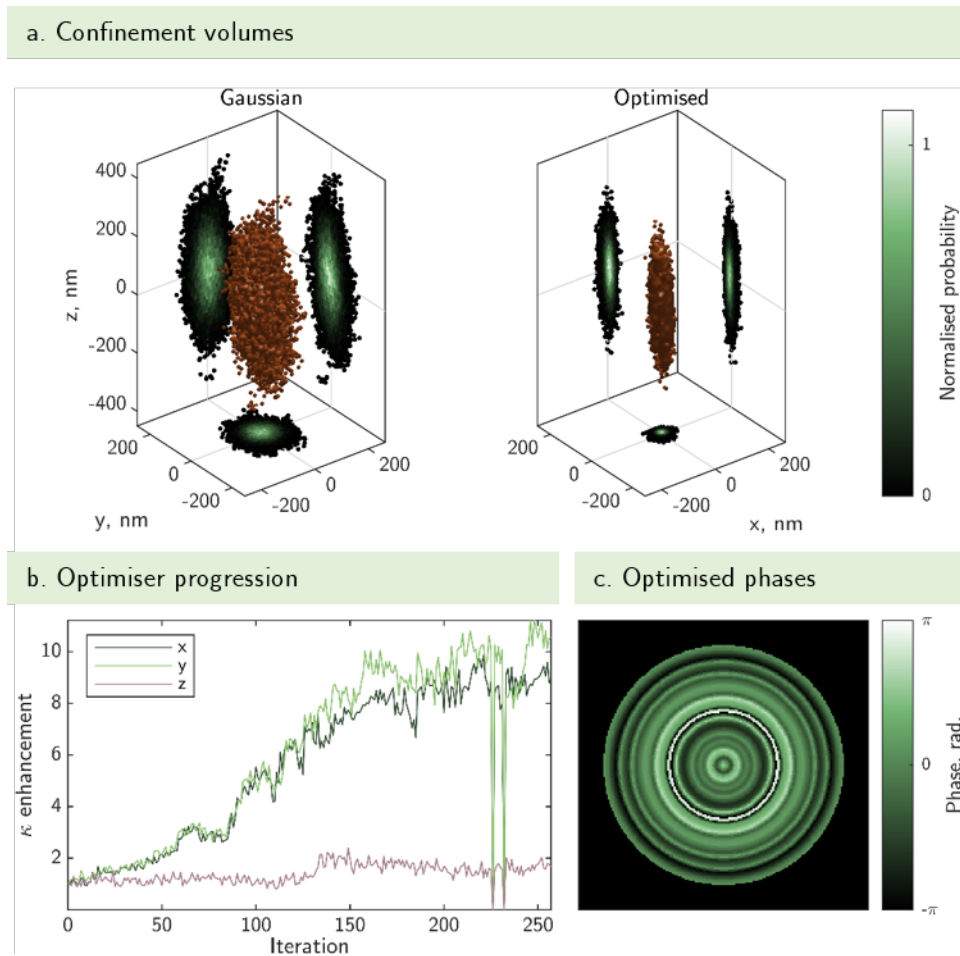 a. Confinement volumes
Gaussian
Optimised
400
200
0
-200
-400
z, nm
200
0
-200
y, nm
-200
0
200
200
0
-200
-200
0
200
x, nm
1
0
Normalised probability
b. Optimiser progression
c. Optimised phases
x
y
z
10
8
6
4
2
κ enhancement
0
50
100
150
200
250
Iteration
π
0
-π
Phase, rad.